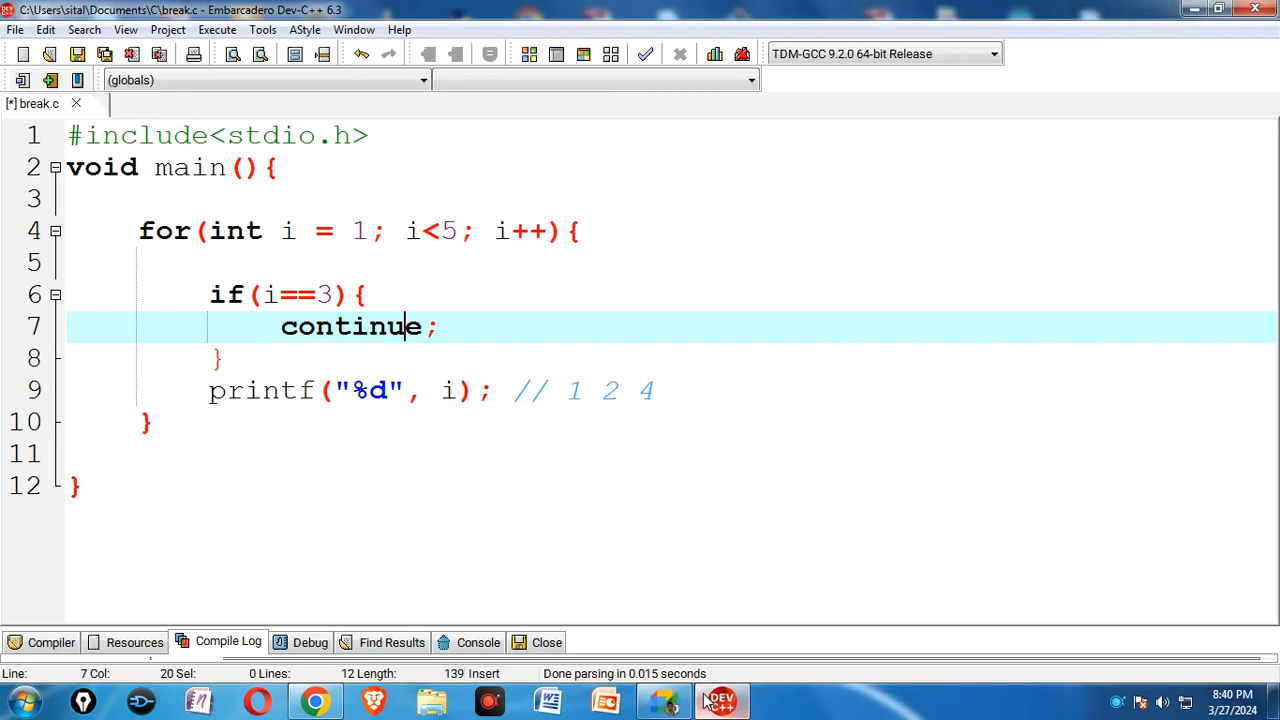 C:\Users\sital\Documents\C\break.c - Embarcadero Dev-C++ 6.3
File Edit Search View Project Execute Tools AStyle Window Help
TDM-GCC 9.2.0 64-bit Release
(globals)
[*] break.c
1 #include<stdio.h>
2 void main(){
3
4 for(int i = 1; i<5; i++){
5
6 if(i==3){
7 continue;
8 }
9 printf("%d", i); // 1 2 4
10 }
11
12 }
Compiler Resources Compile Log Debug Find Results Console Close
Line: 7 Col: 20 Sel: 0 Lines: 12 Length: 139 Insert Done parsing in 0.015 seconds
DEV C++
8:40 PM
3/27/2024